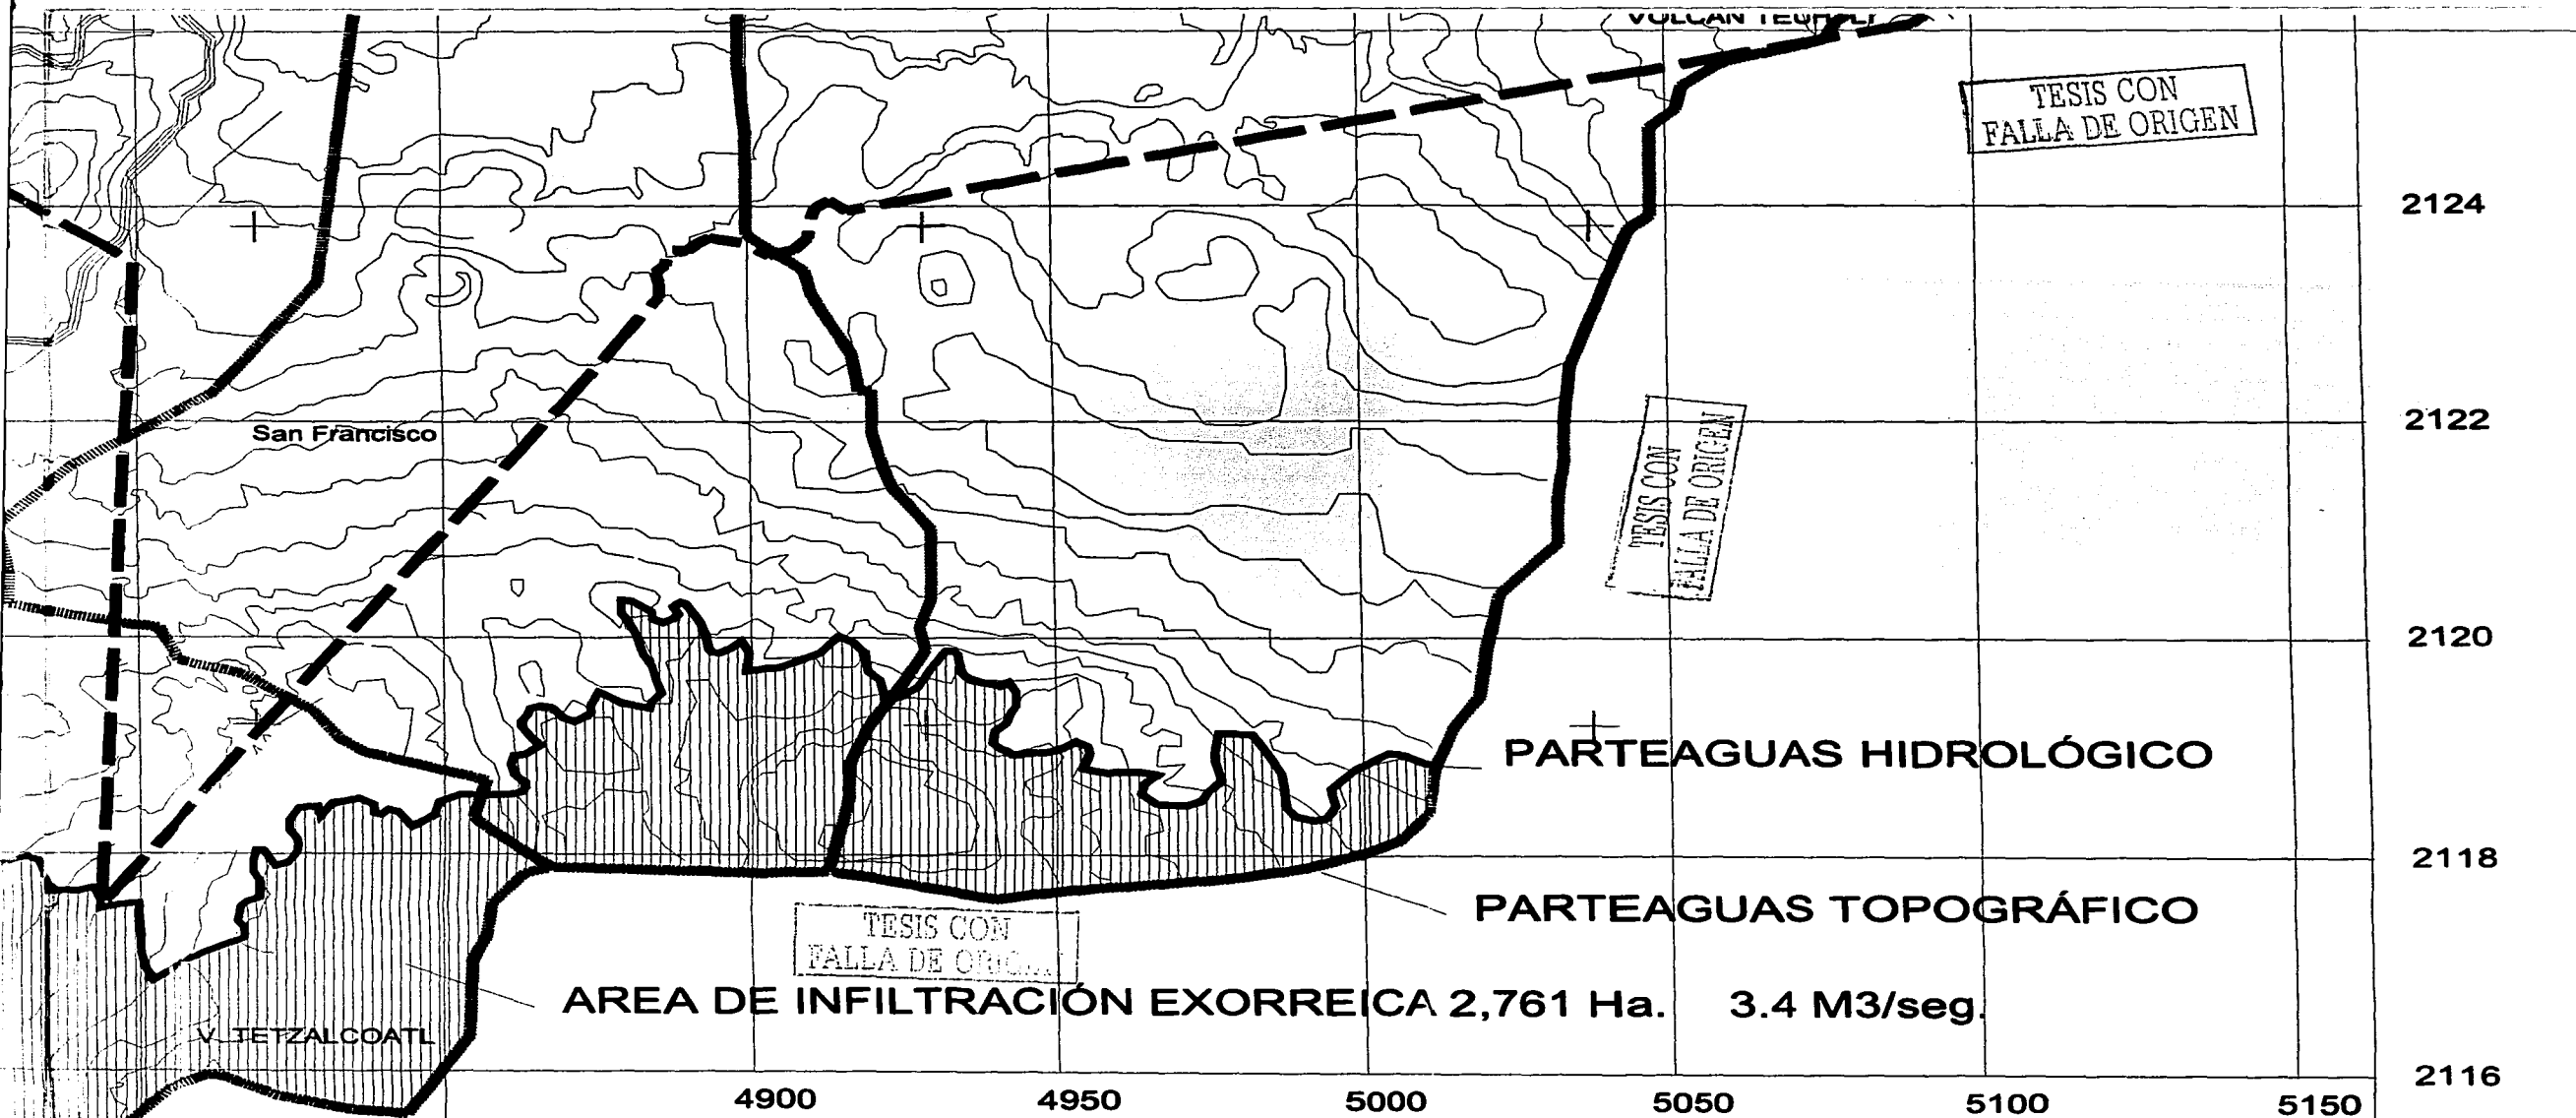 VOLCAN
TESIS CON
FALLA DE ORIGEN
2124
2122
San Francisco
TESIS CON
FALLA DE ORIGEN
2120
PARTEAGUAS HIDROLÓGICO
2118
PARTEAGUAS TOPOGRÁFICO
TESIS CON
FALLA DE
AREA DE INFILTRACIÓN EXORREICA 2,761 Ha. 3.4 M3/seg.
V. TETZALCOATL
2116
4900 4950 5000 5050 5100 5150